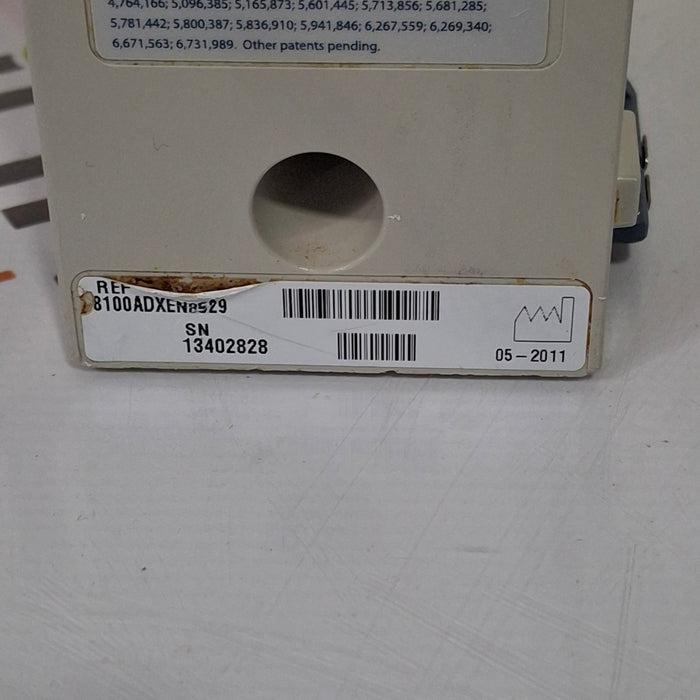 4,764,166; 5,096,385; 5,165,873; 5,601,445; 5,713,856; 5,681,285;
5,781,442; 5,800,387; 5,836,910; 5,941,846; 6,267,559; 6,269,340;
6,671,563; 6,731,989. Other patents pending.
REF
8100ADXEN8529
SN
13402828
05-2011